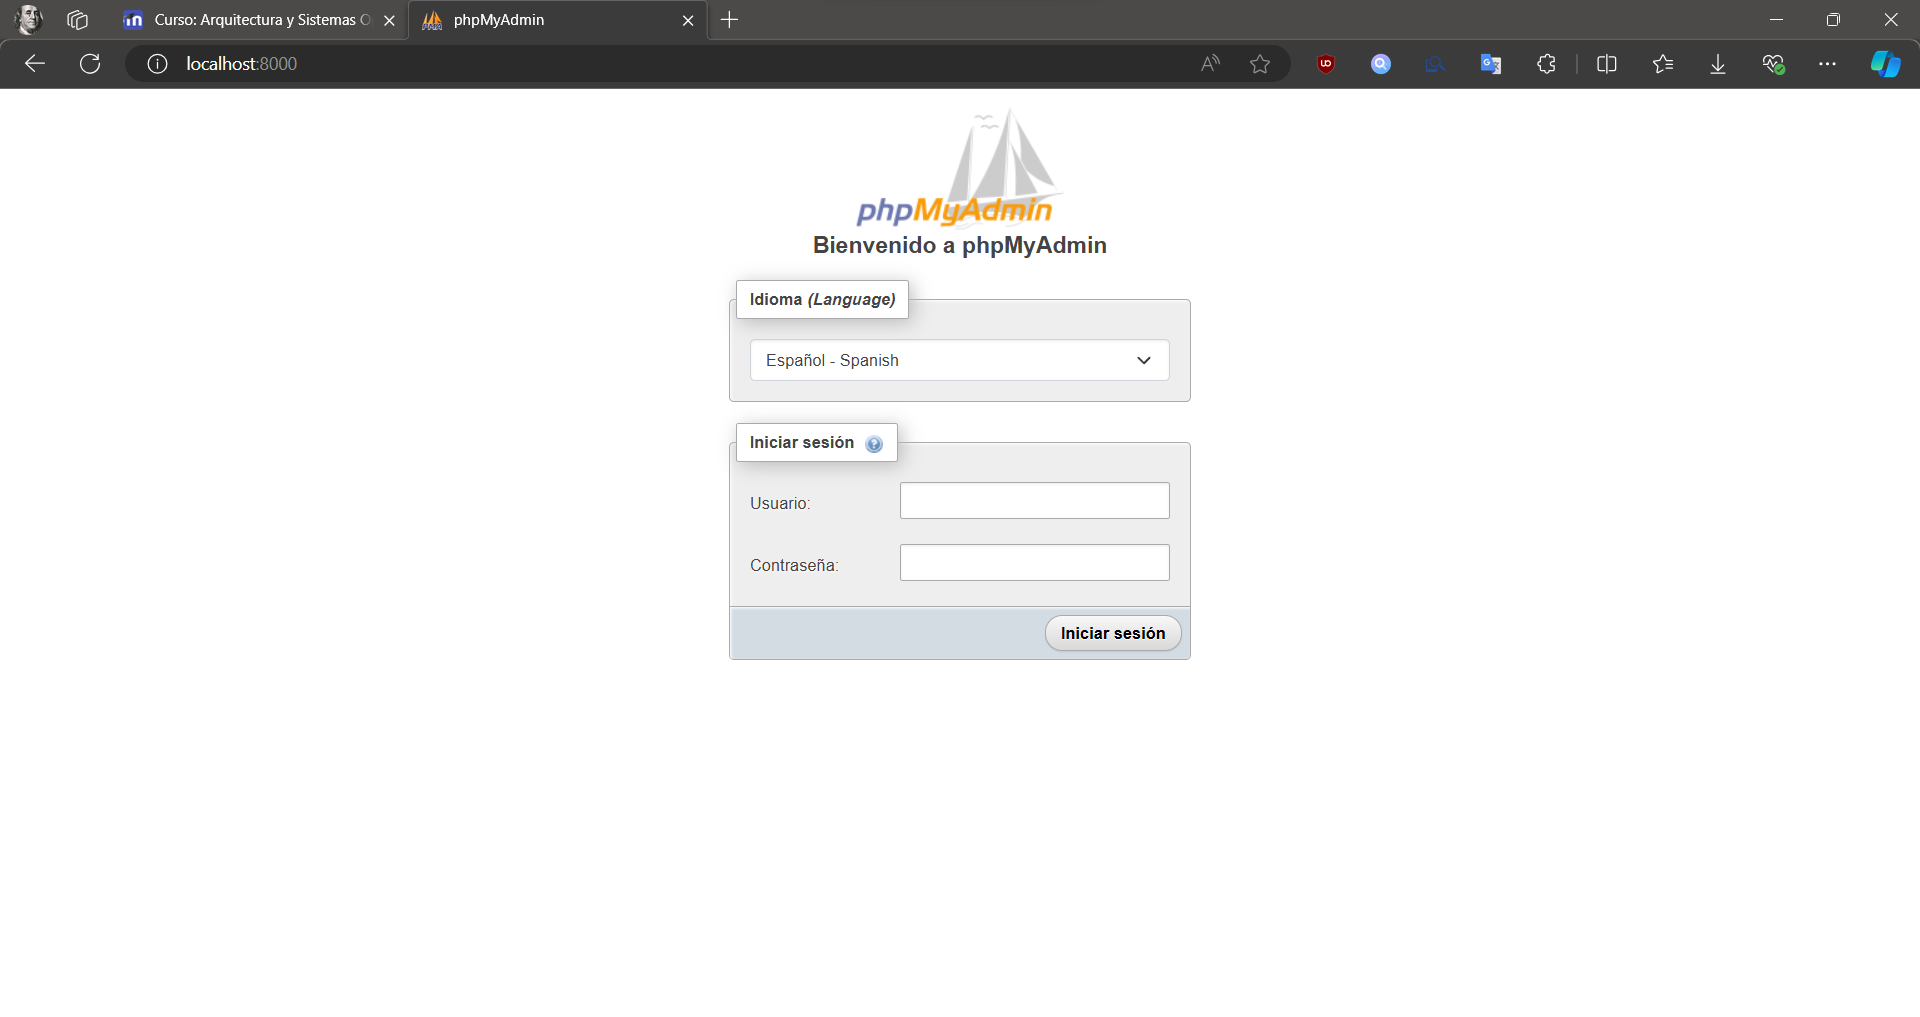 Curso: Arquitectura y Sistemas O
phpMyAdmin
localhost:8000
phpMyAdmin
Bienvenido a phpMyAdmin
Idioma (Language)
Español - Spanish
Iniciar sesión
Usuario:
Contraseña:
Iniciar sesión